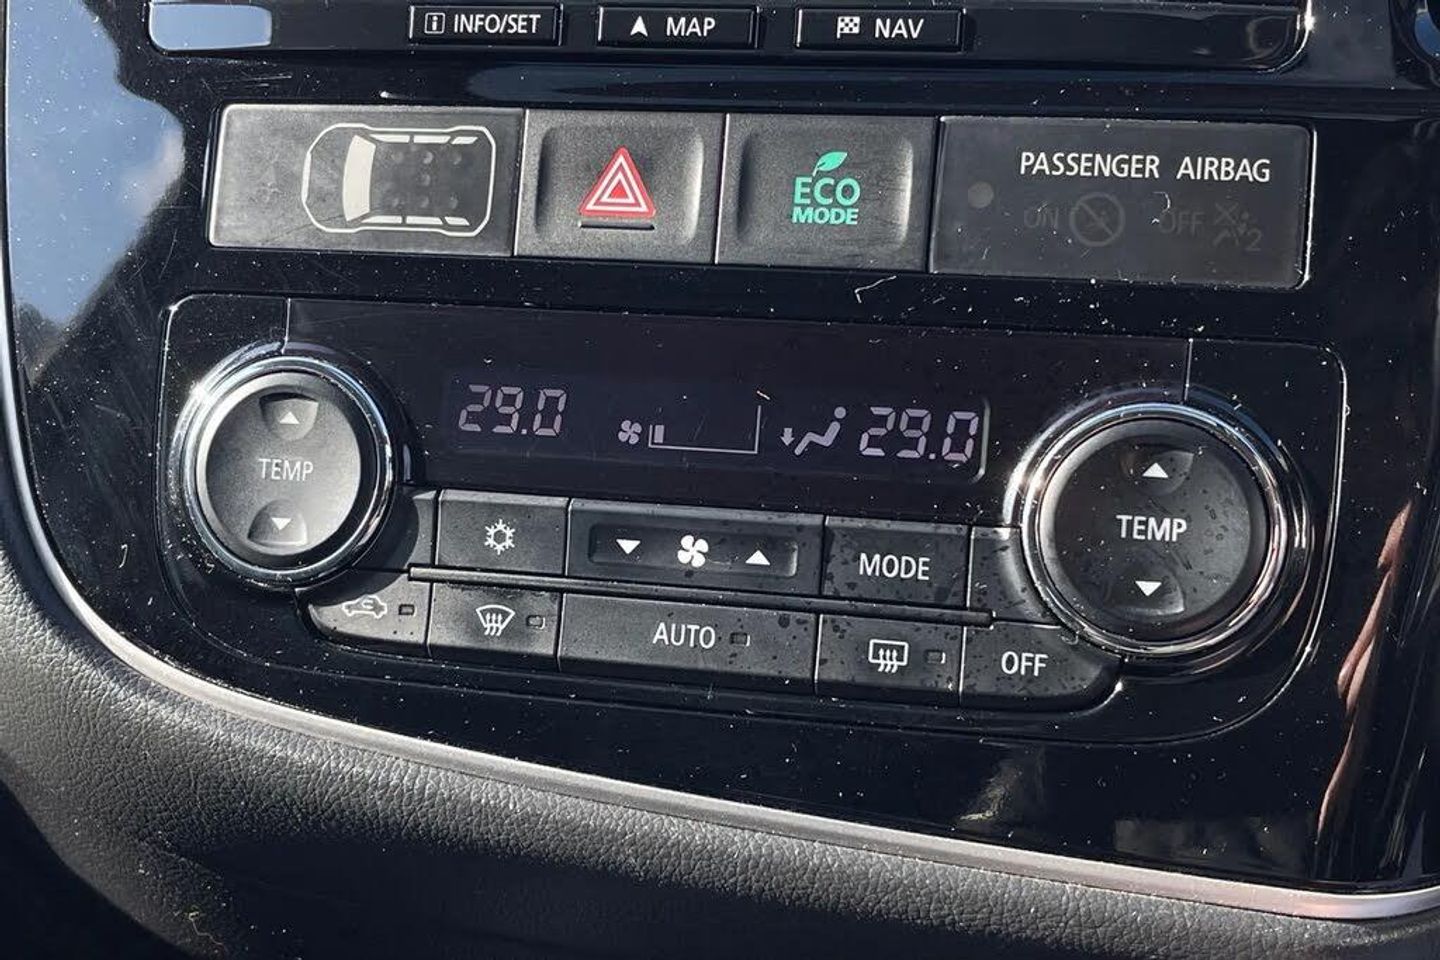 INFO/SET MAP NAV
ECO
MODE
PASSENGER AIRBAG
ON OFF 2
29.0 29.0
TEMP
TEMP
MODE
AUTO
OFF